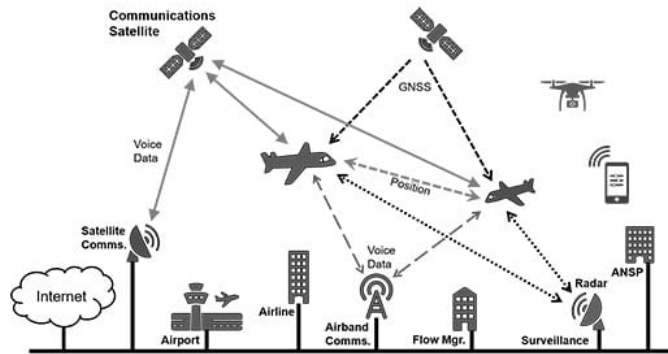 Communications
Satellite
GNSS
Voice
Data
Position
Satellite
Comms.
Voice
Data
ANSP
Radar
Internet
Airline
Airport
Airband
Comms.
Flow Mgr.
Surveillance